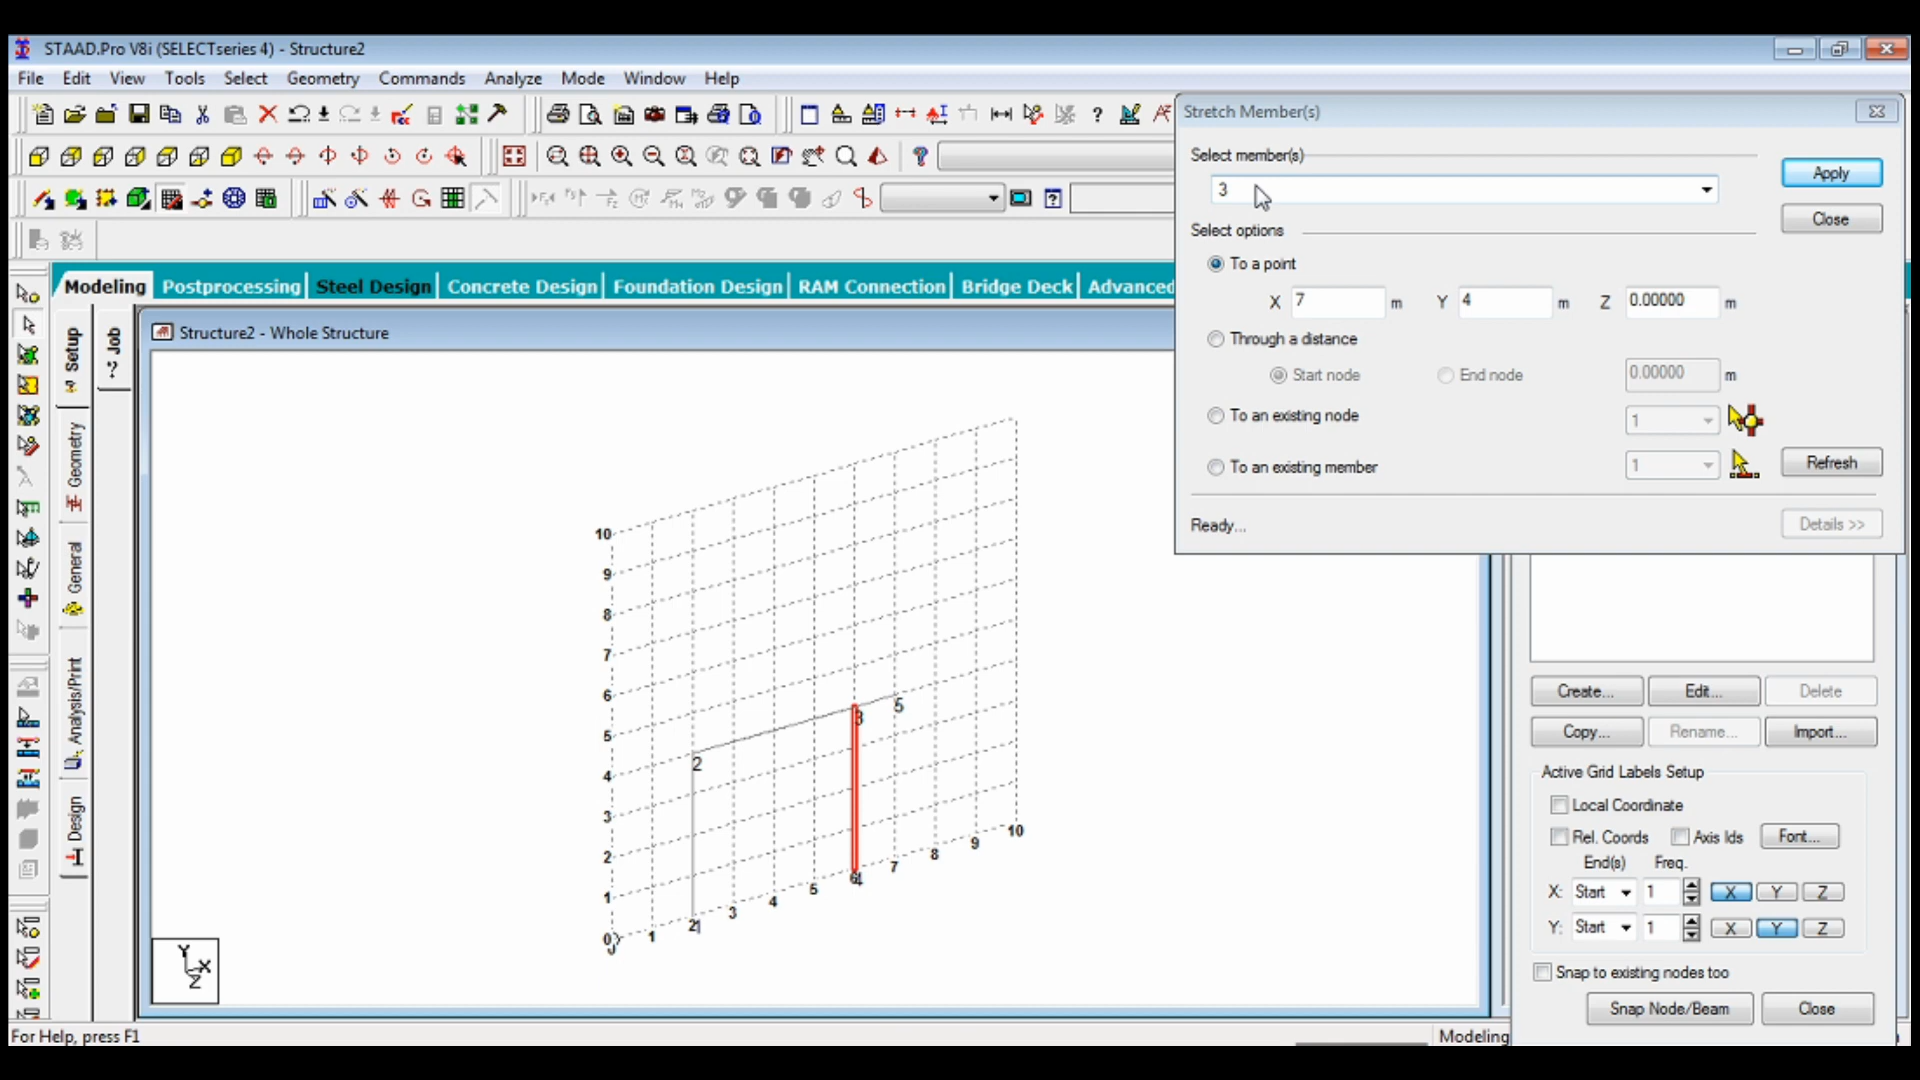 STAAD.Pro V8i (SELECTseries 4) - Structure2
File Edit View Tools Select Geometry Commands Analyze Mode Window Help
Stretch Member(s)
Select member(s)
3
Apply
Close
Select options
To a point
X 7 m Y 4 m Z 0.00000 m
Through a distance
Start node End node 0.00000 m
To an existing node 1
To an existing member 1 Refresh
Ready... Details >>
Modeling Postprocessing Steel Design Concrete Design Foundation Design RAM Connection Bridge Deck Advanced
Setup
Job
Geometry
General
Analysis/Print
Design
Structure2 - Whole Structure
10
9
8
7
6
5
4
3
2
1
0
1
2
3
4
5
6
7
8
9
10
1
2
3
4
5
Y
X
Z
Create... Edit... Delete
Copy... Rename... Import...
Active Grid Labels Setup
Local Coordinate
Rel. Coords Axis Ids Font...
End(s) Freq.
X: Start 1 X Y Z
Y: Start 1 X Y Z
Snap to existing nodes too
Snap Node/Beam Close
For Help, press F1
Modeling